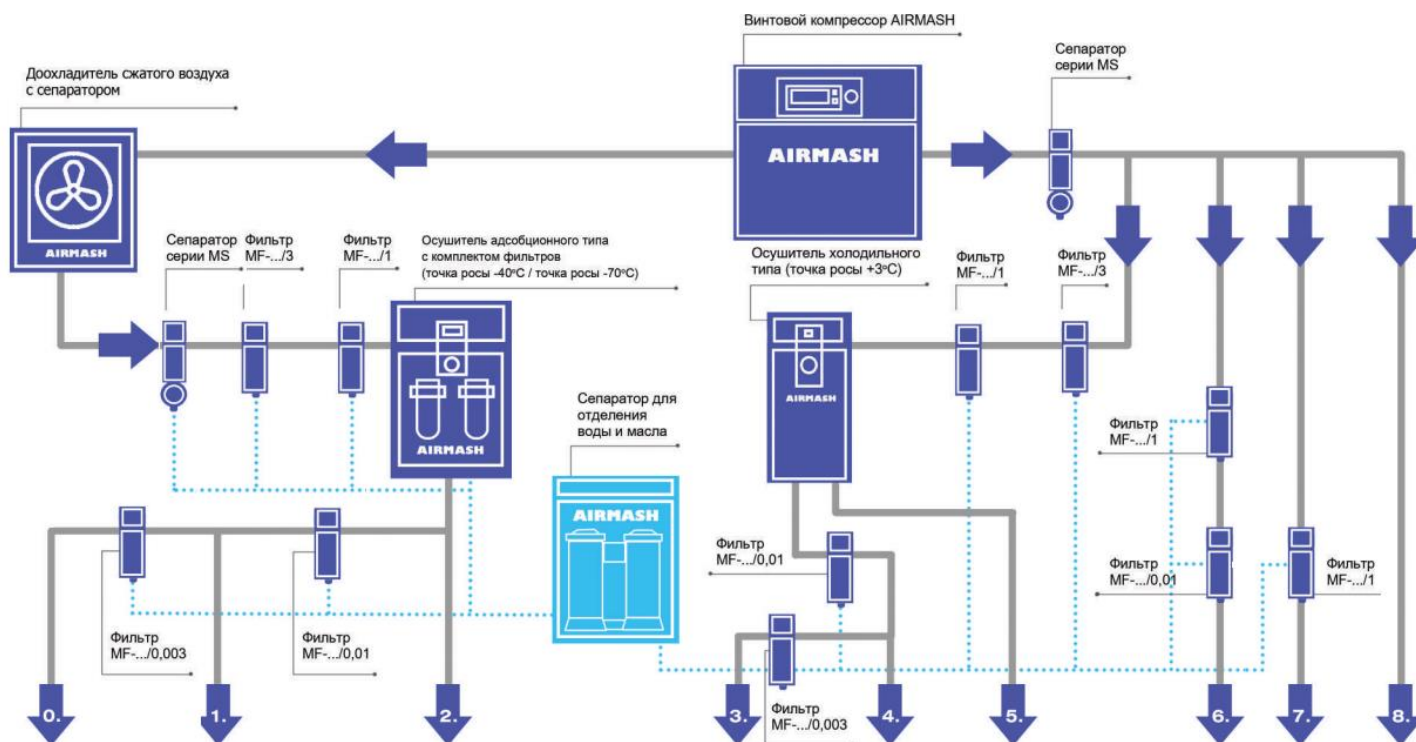 Винтовой компрессор AIRMASH
Сепаратор
серии MS
Доохладитель сжатого воздуха
с сепаратором
AIRMASH
AIRMASH
Сепаратор
серии MS
Фильтр
MF-.../3
Фильтр
MF-.../1
Осушитель адсобционного типа
с комплектом фильтров
(точка росы -40°C / точка росы -70°C)
Осушитель холодильного
типа (точка росы +3°C)
Фильтр
MF-.../1
Фильтр
MF-.../3
AIRMASH
AIRMASH
Сепаратор для
отделения
воды и масла
AIRMASH
Фильтр
MF-.../1
Фильтр
MF-.../0,01
Фильтр
MF-.../0,01
Фильтр
MF-.../1
Фильтр
MF-.../0,003
Фильтр
MF-.../0,01
Фильтр
MF-.../0,003
0.
1.
2.
3.
4.
5.
6.
7.
8.